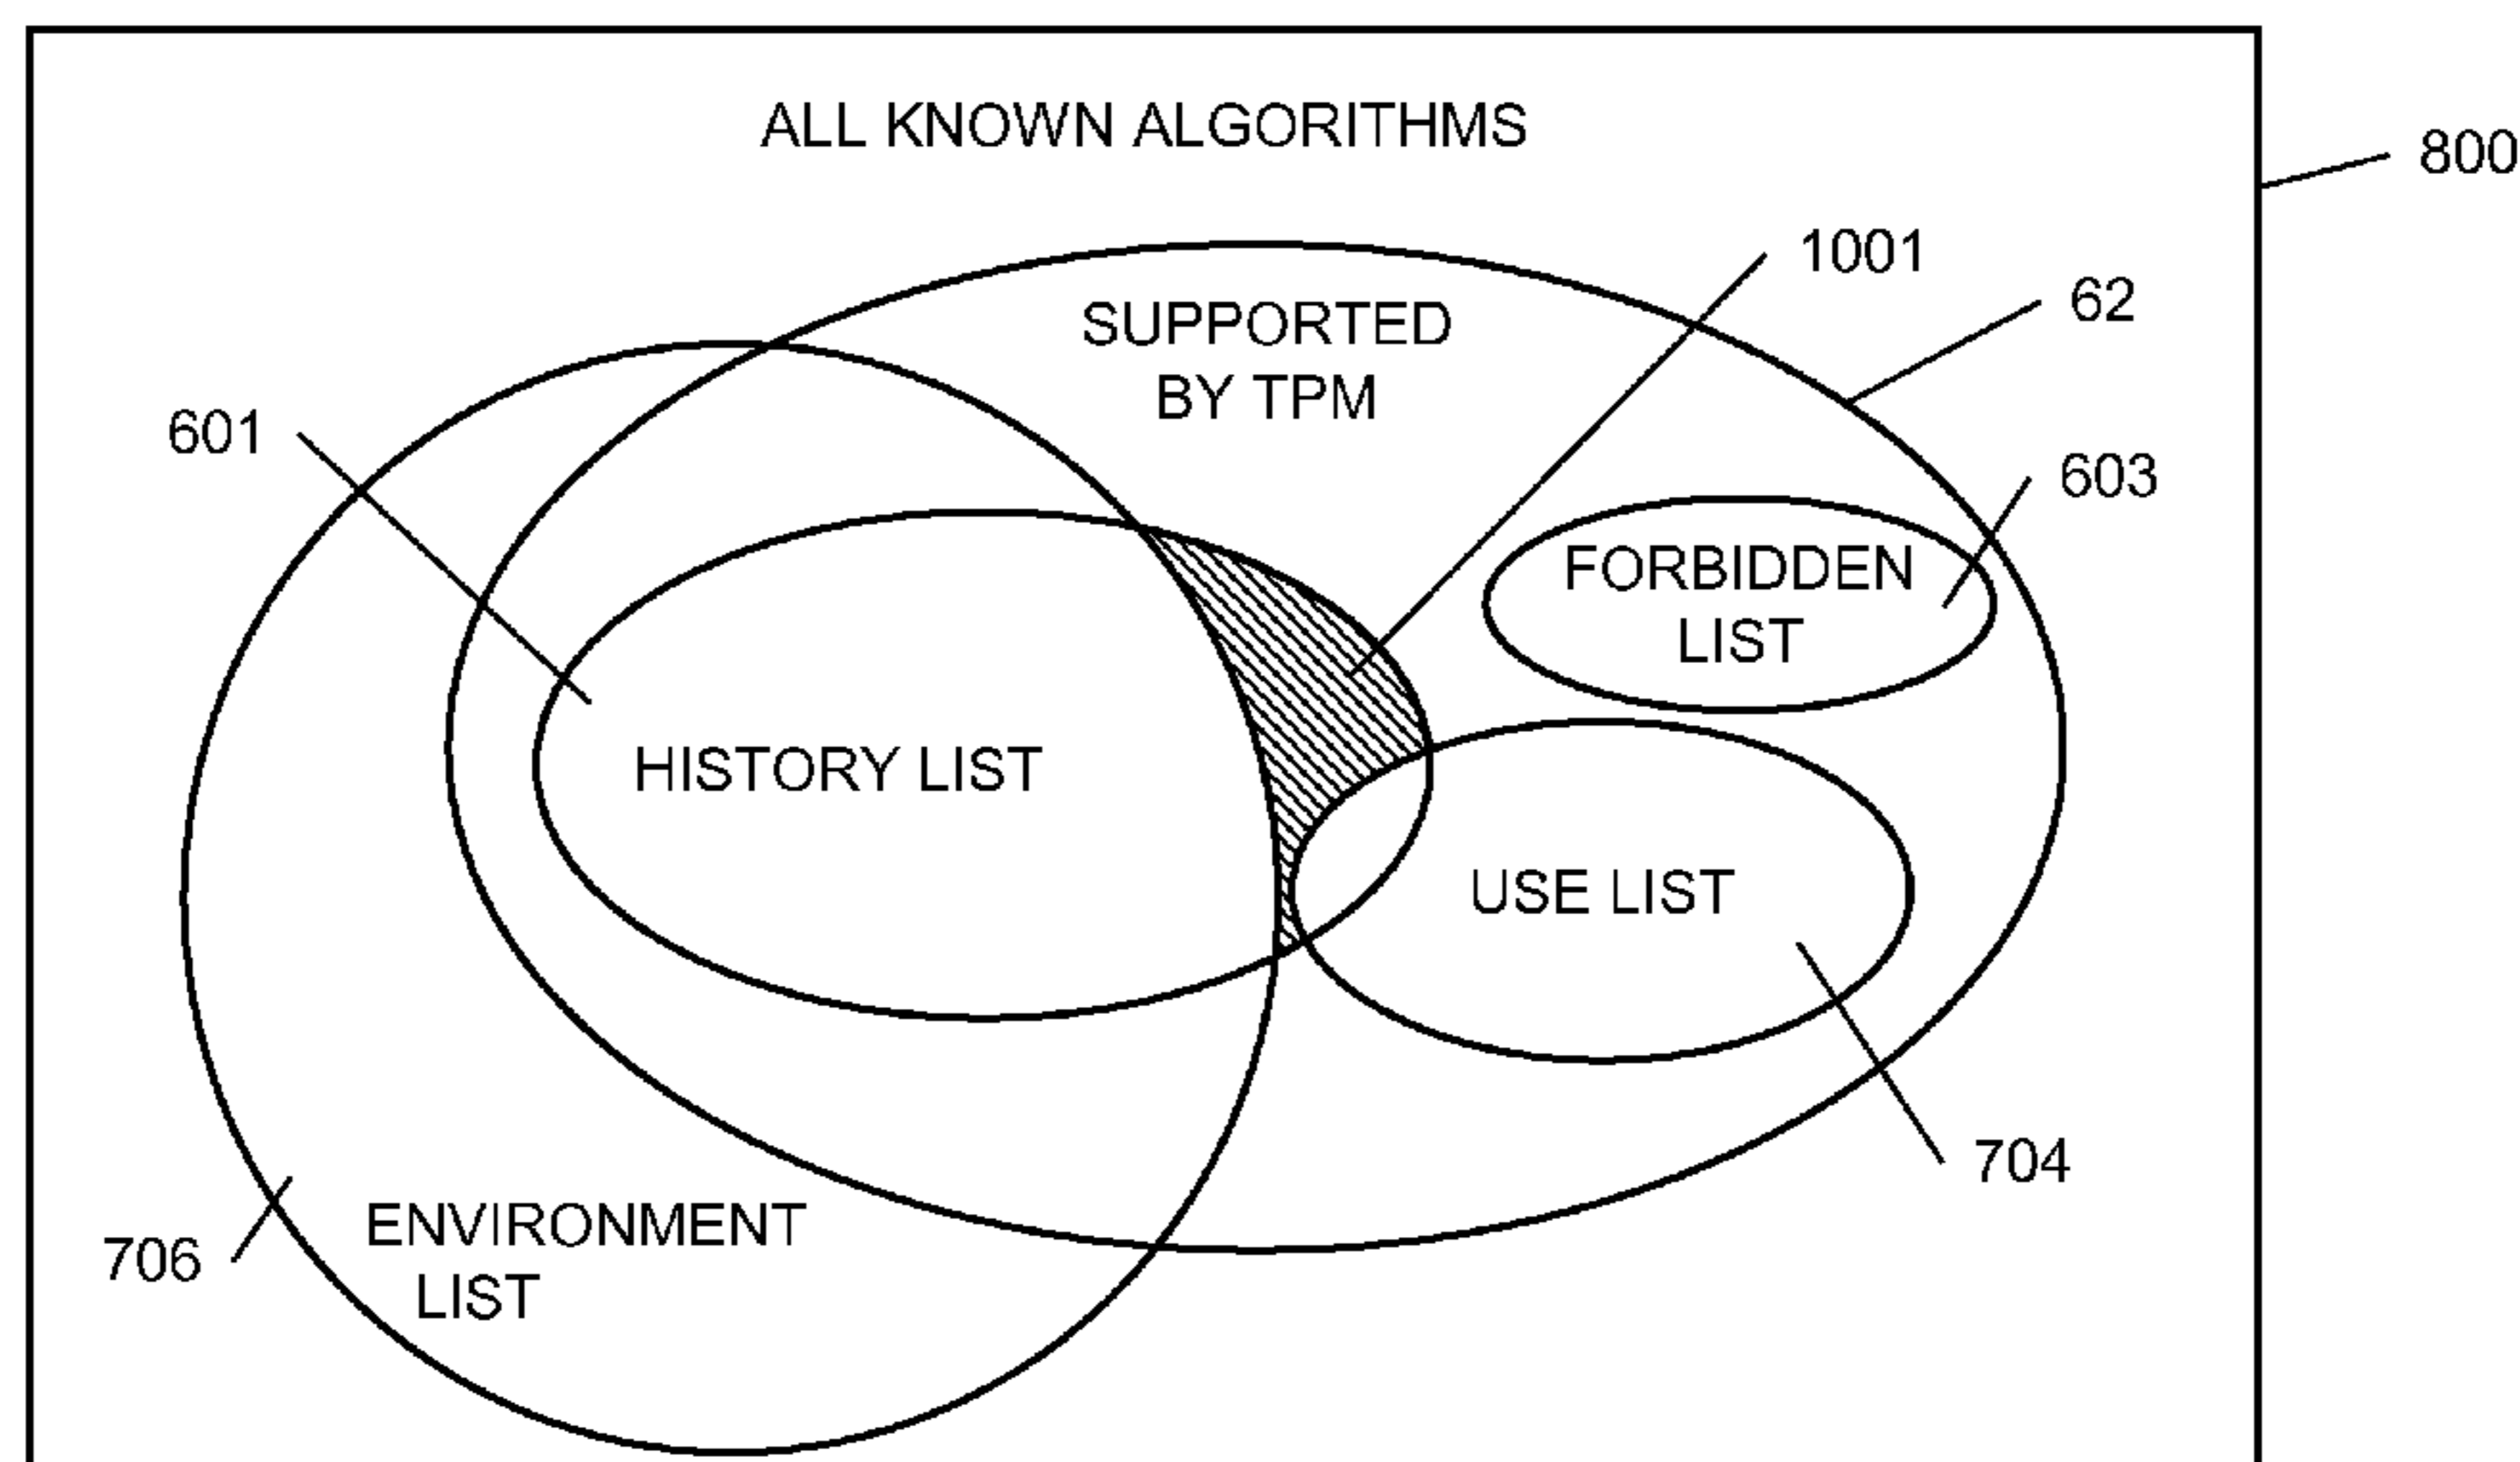 ALL KNOWN ALGORITHMS
800
1001
62
SUPPORTED
BY TPM
601
603
FORBIDDEN
LIST
HISTORY LIST
USE LIST
704
ENVIRONMENT
LIST
706